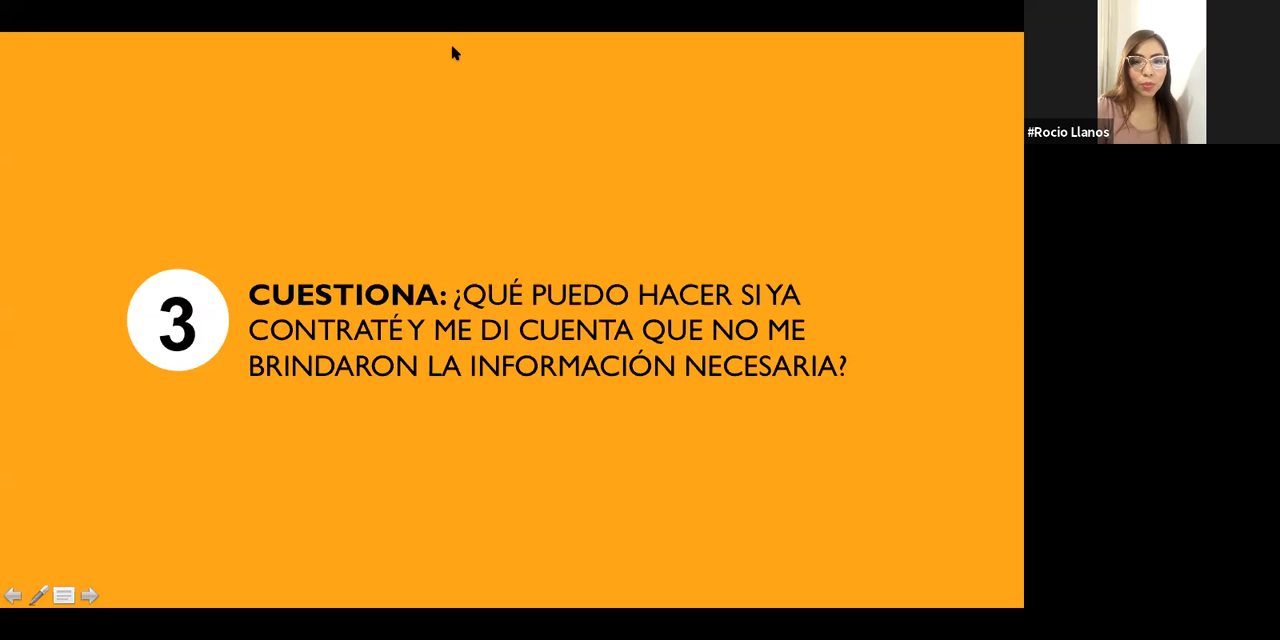 #Rocio Llanos
3
CUESTIONA: ¿QUÉ PUEDO HACER SI YA
CONTRATÉ Y ME DI CUENTA QUE NO ME
BRINDARON LA INFORMACIÓN NECESARIA?